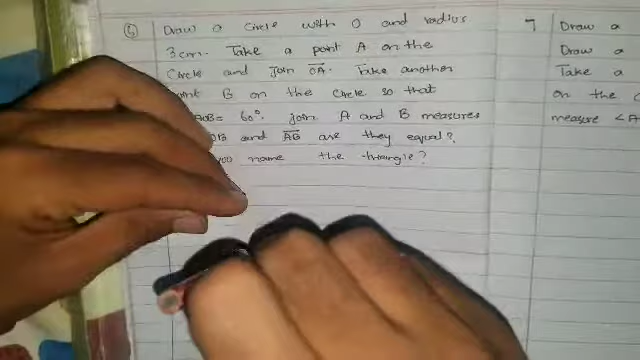 6 Draw a circle with O and radius
3cm. Take a point A on the
Circle and join OA. Take another
B on the circle so that
= 60°. join A and B measures
and AB are they equal?
name the triangle?
7 Draw a
Draw a
Take a
on the
measure <A